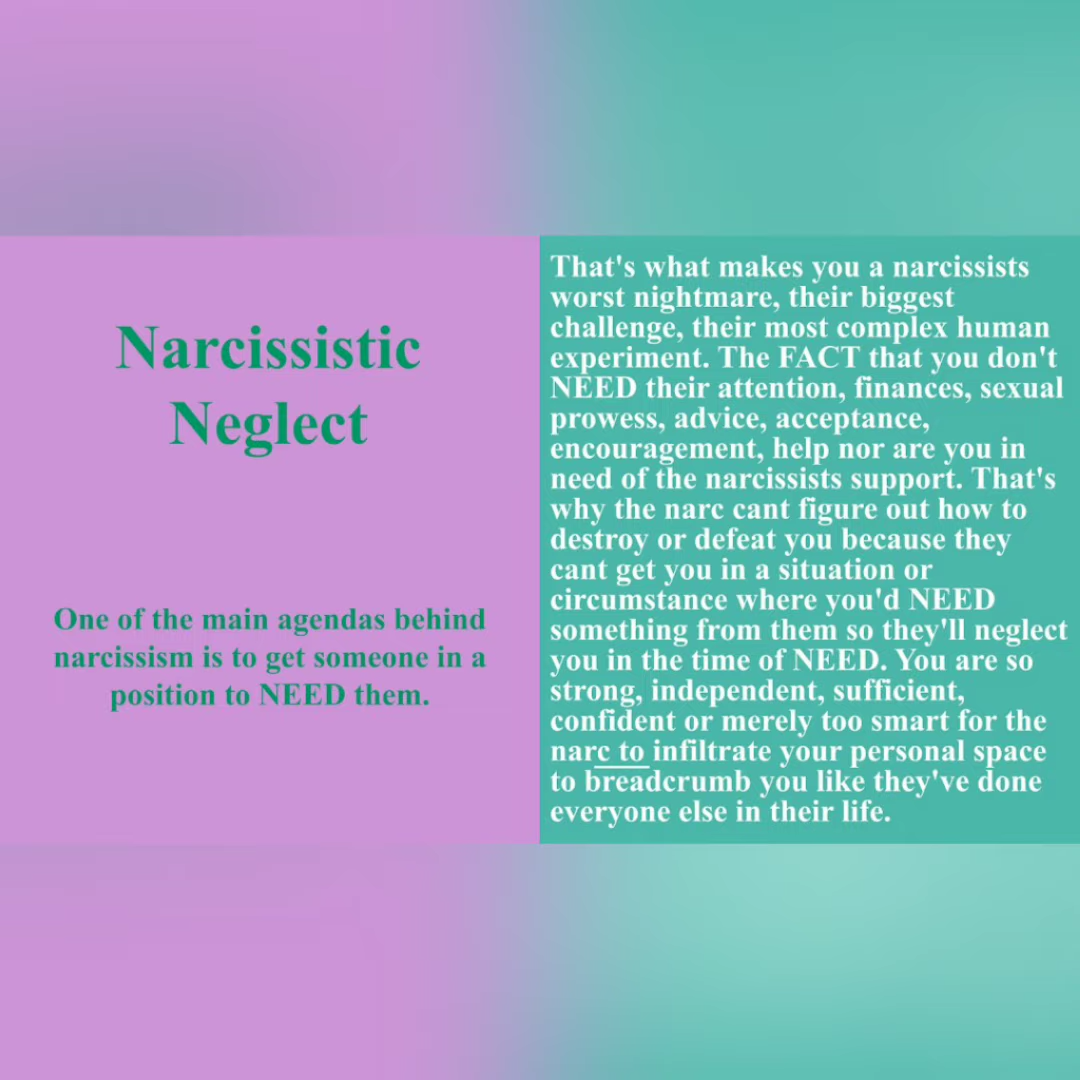 Narcissistic
Neglect
One of the main agendas behind
narcissism is to get someone in a
position to NEED them.
That's what makes you a narcissists
worst nightmare, their biggest
challenge, their most complex human
experiment. The FACT that you don't
NEED their attention, finances, sexual
prowess, advice, acceptance,
encouragement, help nor are you in
need of the narcissists support. That's
why the narc cant figure out how to
destroy or defeat you because they
cant get you in a situation or
circumstance where you'd NEED
something from them so they'll neglect
you in the time of NEED. You are so
strong, independent, sufficient,
confident or merely too smart for the
narc to infiltrate your personal space
to breadcrumb you like they've done
everyone else in their life.